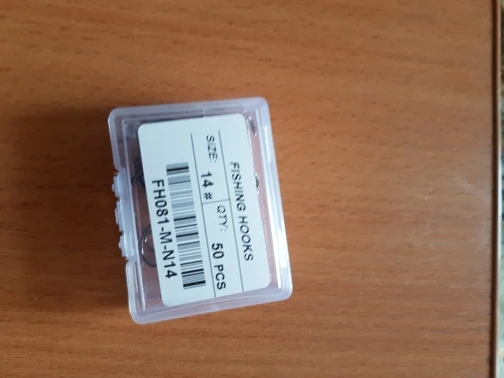 FISHING HOOKS
SIZE: 14 # QTY: 50 PCS
FH081-M-N14